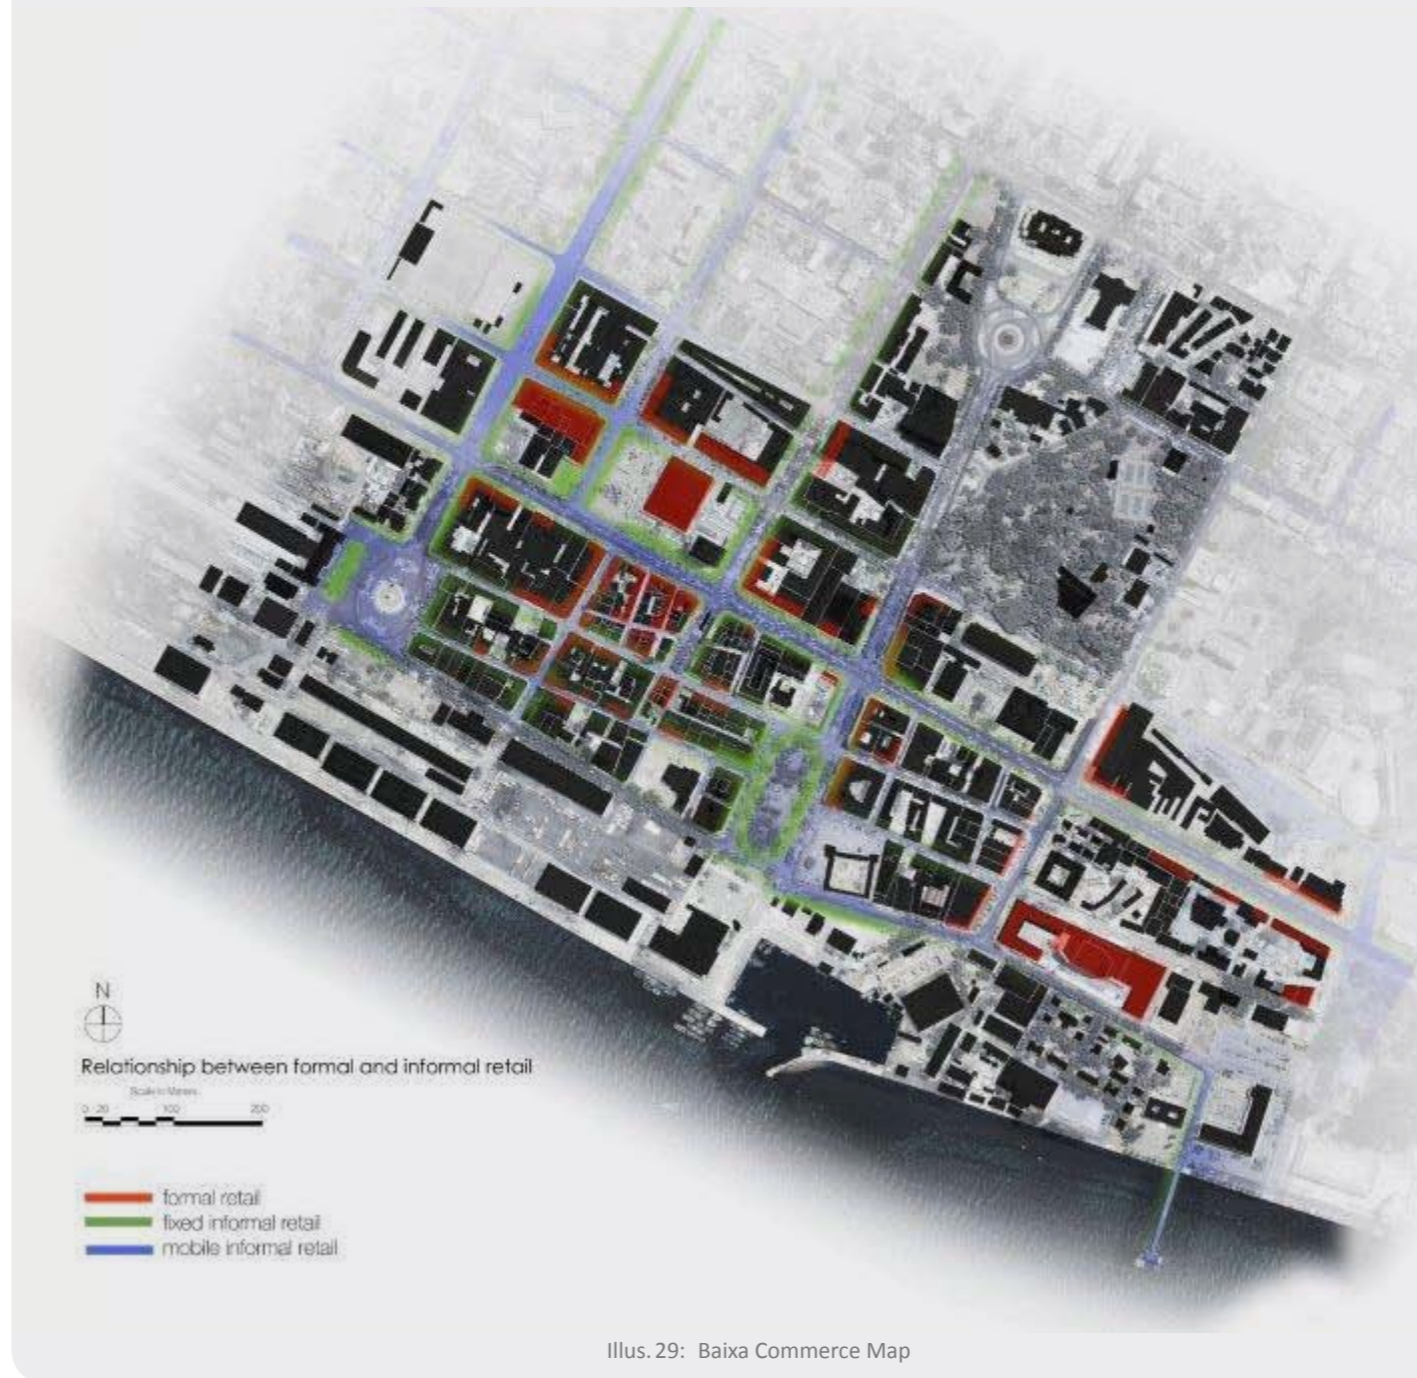 N
Relationship between formal and informal retail
Scale in Meters
0 20 100 200
formal retail
fixed informal retail
mobile informal retail
Illus. 29: Baixa Commerce Map